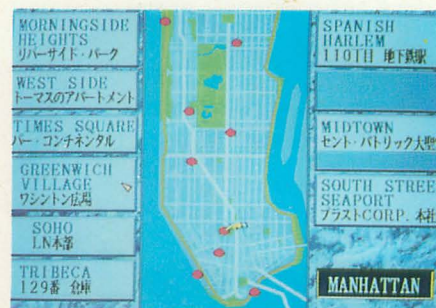 MORNINGSIDE
HEIGHTS
リバーサイド・パーク
WEST SIDE
トーマスのアパートメント
TIMES SQUARE
バー・コンチネンタル
GREENWICH
VILLAGE
ワシントン広場
SOHO
LN本部
TRIBECA
129番 倉庫
SPANISH
HARLEM
110丁目 地下鉄駅
MIDTOWN
セント・パトリック大聖
SOUTH STREE
SEAPORT
ブラストCORP. 本社
MANHATTAN